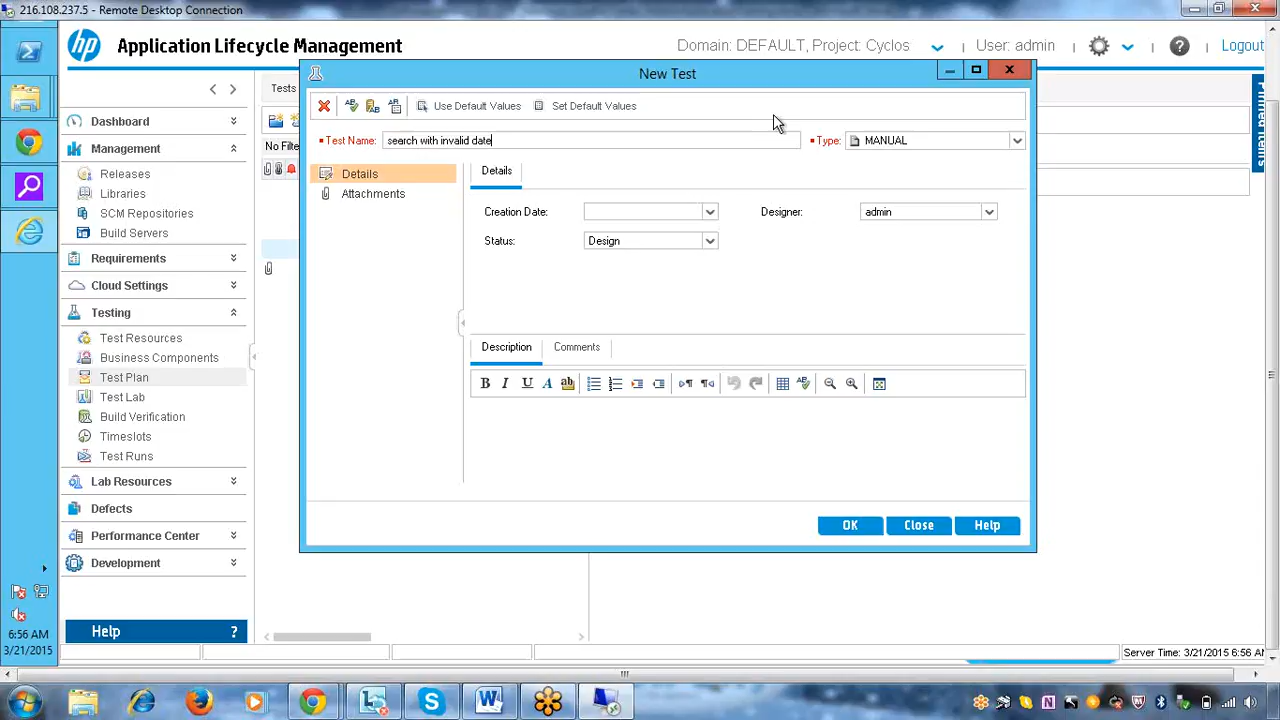 216.108.237.5 - Remote Desktop Connection
hp
Application Lifecycle Management
Domain: DEFAULT, Project: Cyclos
User: admin
Logout
New Test
Tests
Dashboard
Management
Releases
Libraries
SCM Repositories
Build Servers
Requirements
Cloud Settings
Testing
Test Resources
Business Components
Test Plan
Test Lab
Build Verification
Timeslots
Test Runs
Lab Resources
Defects
Performance Center
Development
Help ?
No Filte
Use Default Values
Set Default Values
Test Name: search with invalid date
Type: MANUAL
Details
Attachments
Details
Creation Date:
Designer: admin
Status: Design
Description
Comments
B I U A ab
OK
Close
Help
Pinned Items
6:56 AM
3/21/2015
Server Time: 3/21/2015 6:56 AM